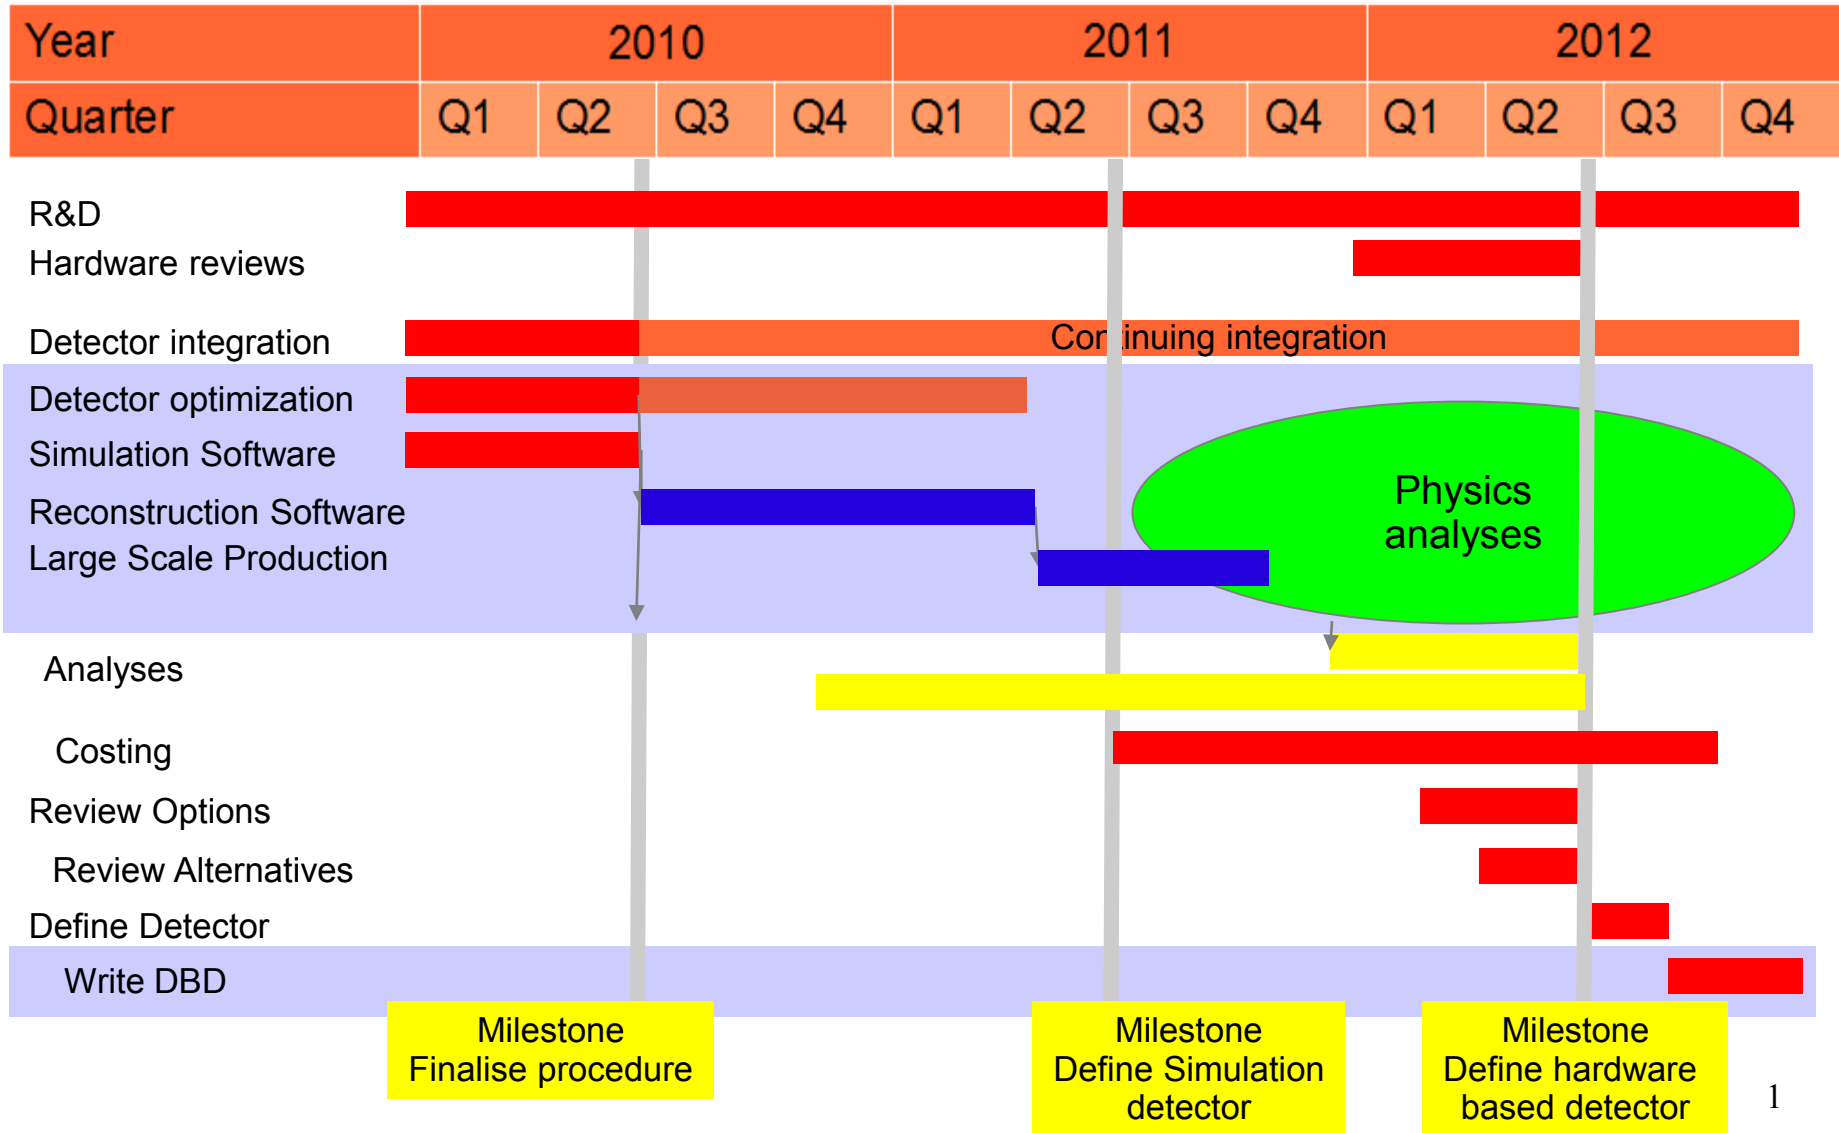 Year 2010 2011 2012
Quarter Q1 Q2 Q3 Q4 Q1 Q2 Q3 Q4 Q1 Q2 Q3 Q4
R&D
Hardware reviews
Detector integration
Continuing integration
Detector optimization
Simulation Software
Reconstruction Software
Large Scale Production
Physics
analyses
Analyses
Costing
Review Options
Review Alternatives
Define Detector
Write DBD
Milestone
Finalise procedure
Milestone
Define Simulation
detector
Milestone
Define hardware
based detector
1